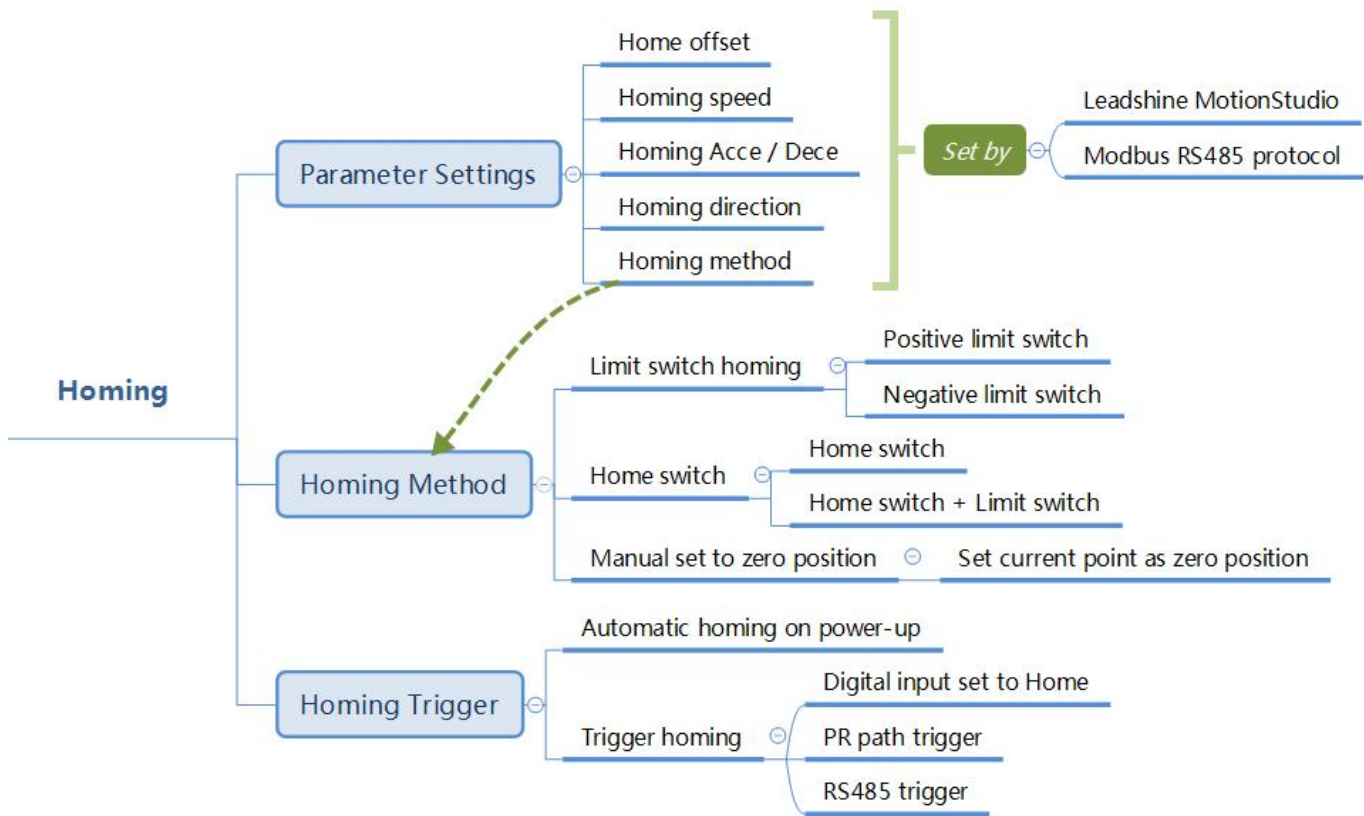 Homing
Parameter Settings
Home offset
Homing speed
Homing Acce / Dece
Homing direction
Homing method
Set by
Leadshine MotionStudio
Modbus RS485 protocol
Homing Method
Limit switch homing
Positive limit switch
Negative limit switch
Home switch
Home switch
Home switch + Limit switch
Manual set to zero position
Set current point as zero position
Homing Trigger
Automatic homing on power-up
Trigger homing
Digital input set to Home
PR path trigger
RS485 trigger